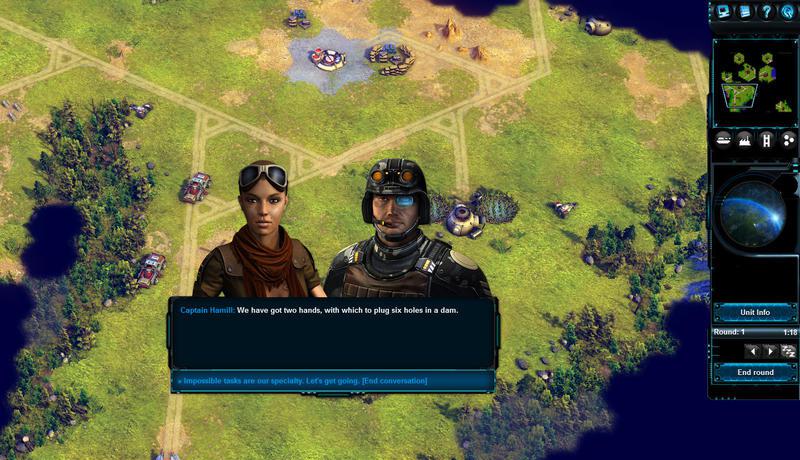 Captain Hamill: We have got two hands, with which to plug six holes in a dam.
» Impossible tasks are our specialty. Let's get going. [End conversation]
Unit Info
Round: 1 1:18
End round